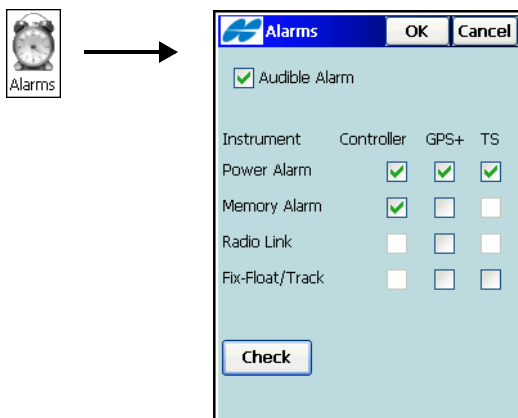 Alarms
Alarms OK Cancel
Audible Alarm
Instrument Controller GPS+ TS
Power Alarm
Memory Alarm
Radio Link
Fix-Float/Track
Check